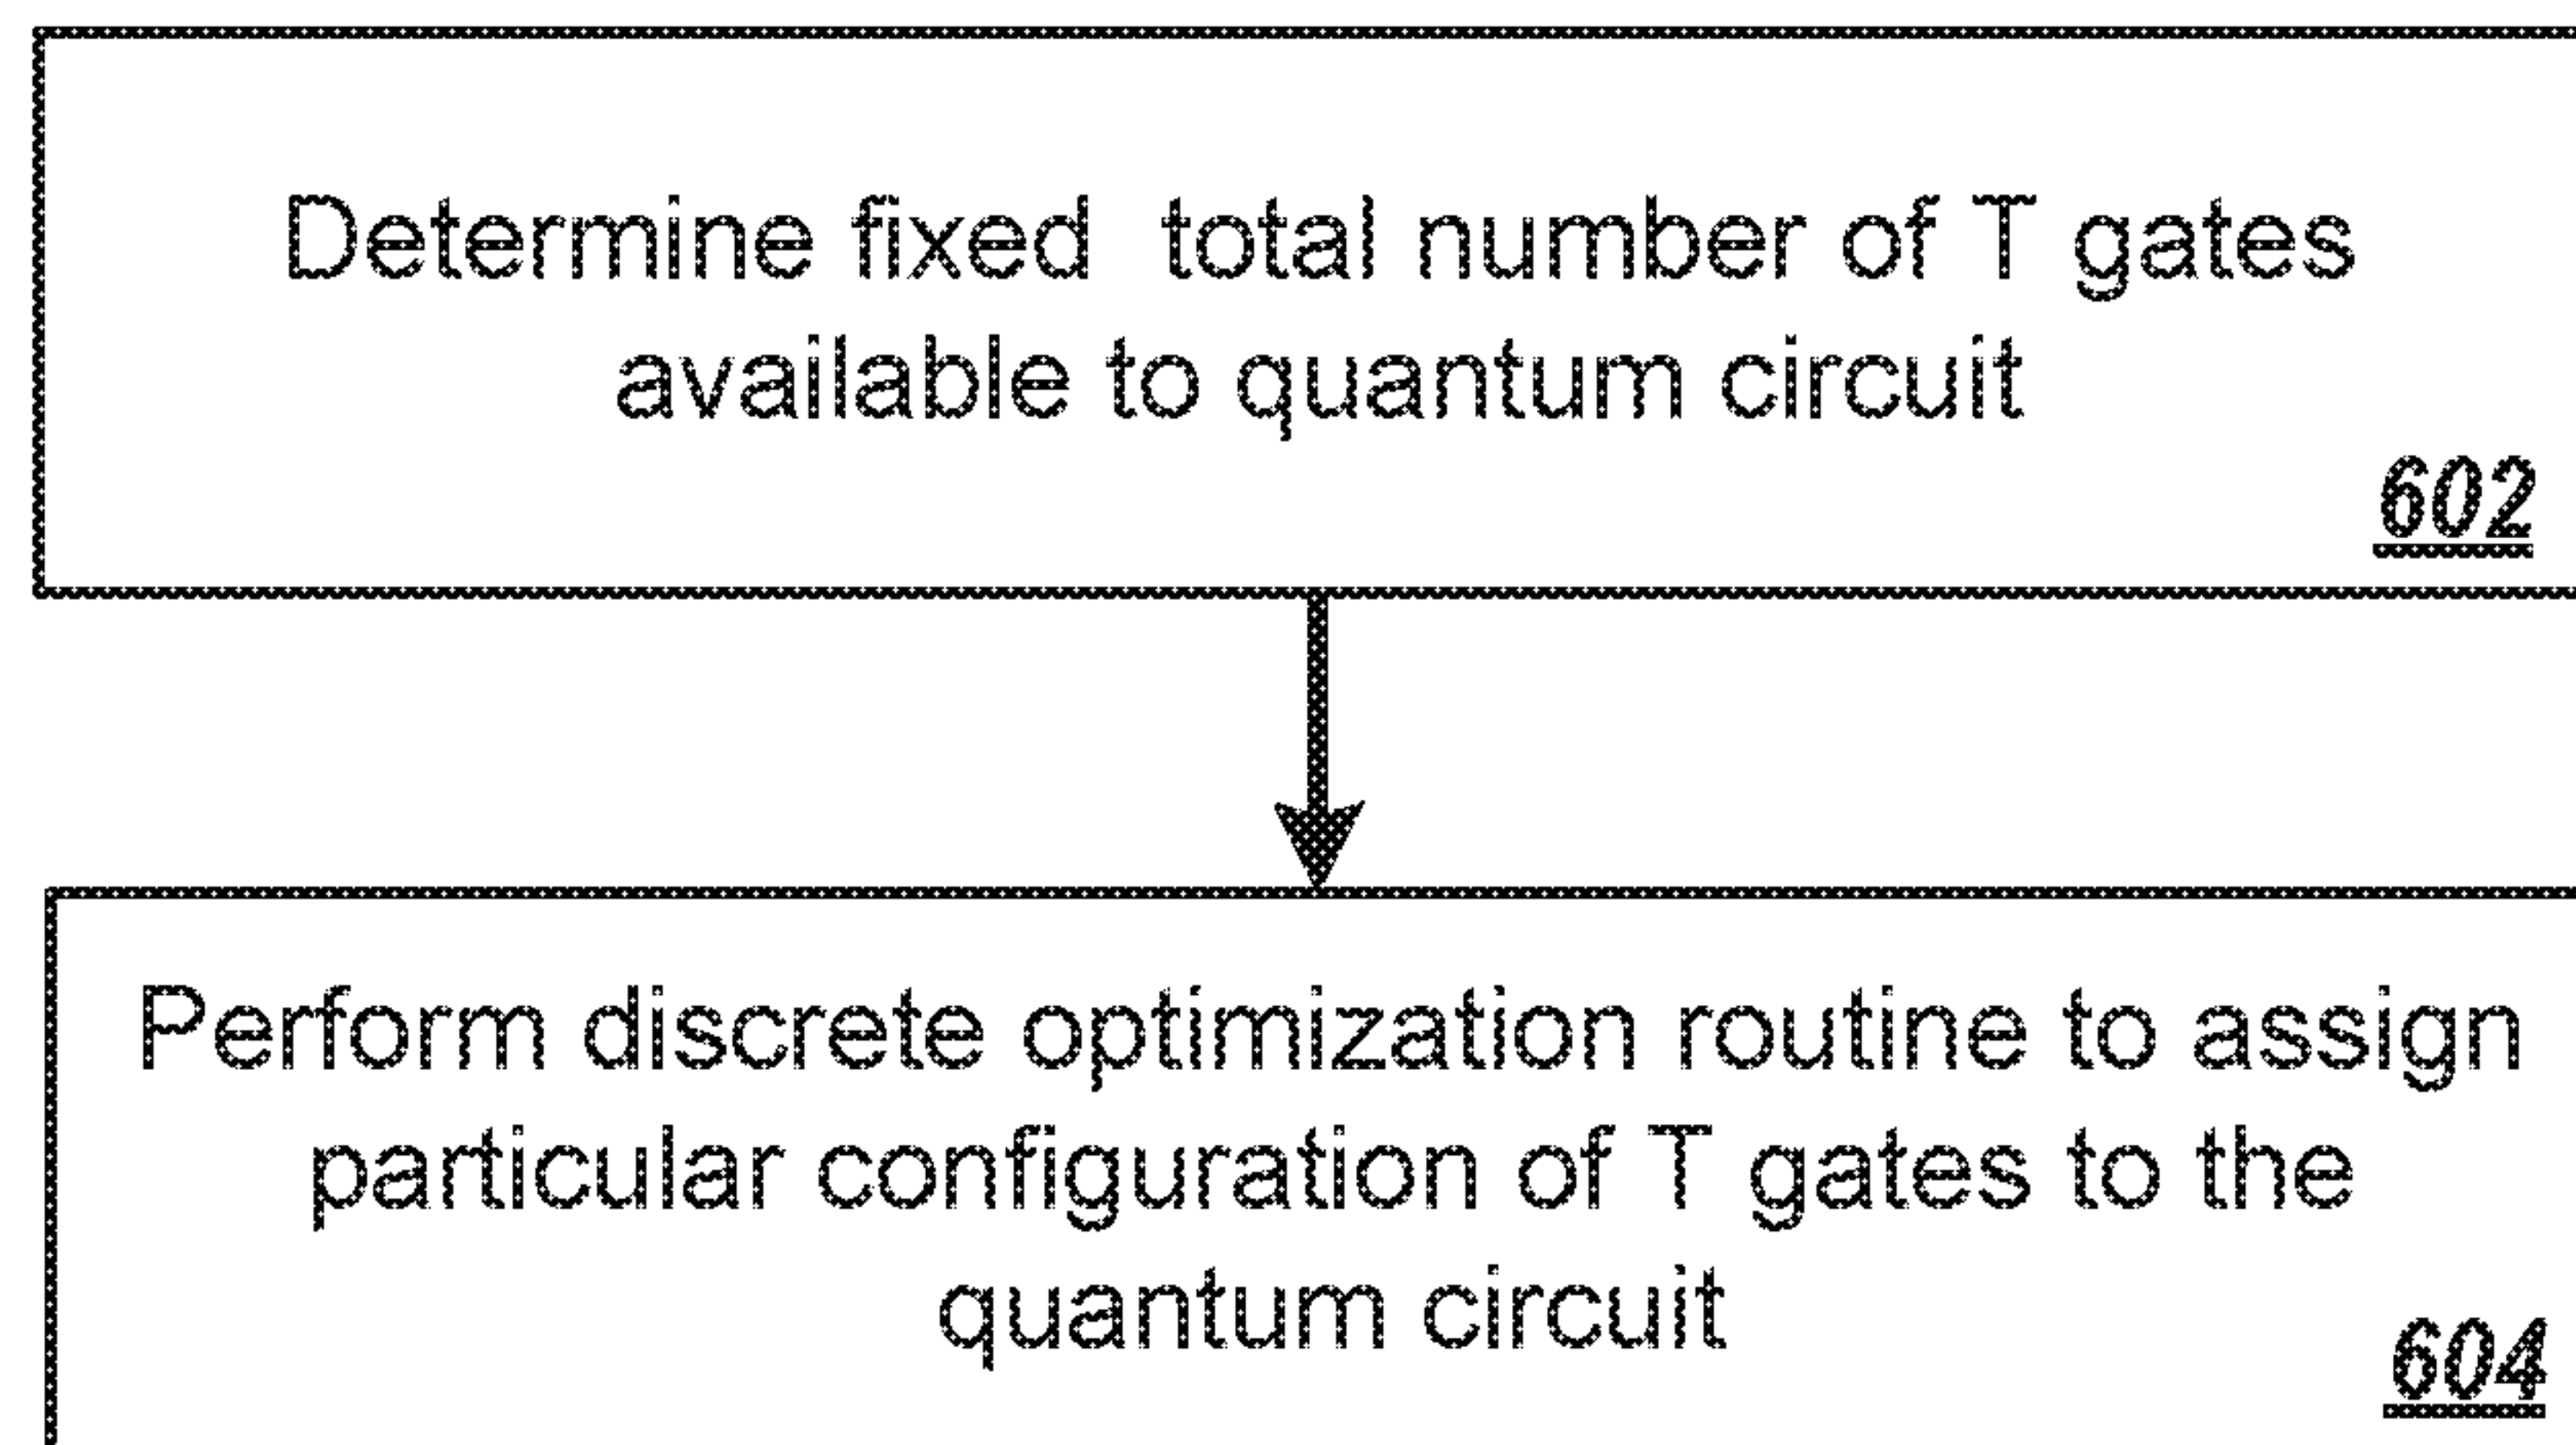 Determine fixed total number of T gates
available to quantum circuit
602
Perform discrete optimization routine to assign
particular configuration of T gates to the
quantum circuit
604